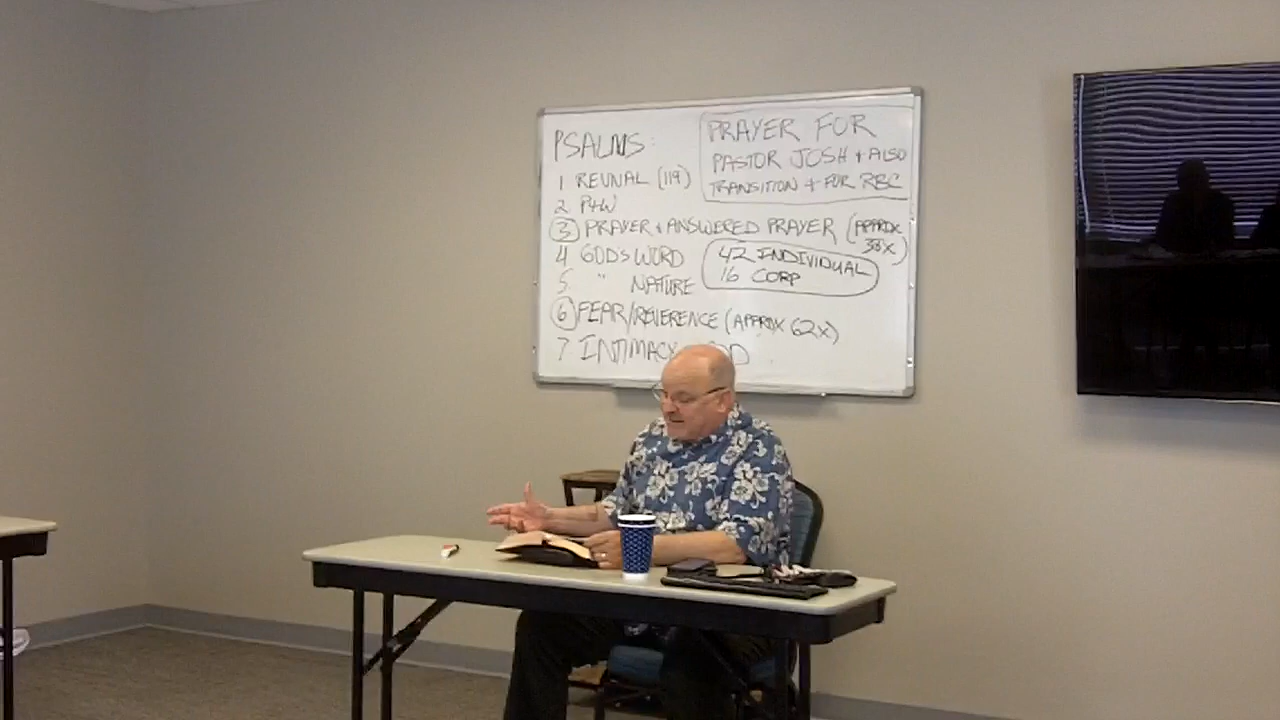 PSALMS:
1 REVIVAL (119)
2 P+W
3 PRAYER + ANSWERED PRAYER (APPROX 38X)
4 GOD'S WORD
5 " NATURE
6 FEAR/REVERENCE (APPROX 62X)
7 INTIMACY
PRAYER FOR
PASTOR JOSH + ALSO
TRANSITION + FOR RBC
42 INDIVIDUAL
16 CORP